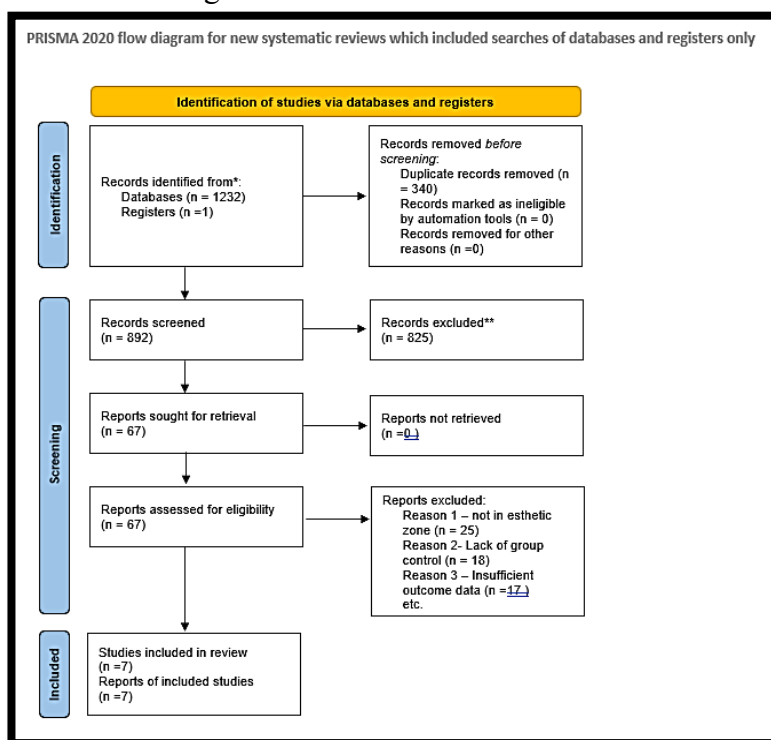 PRISMA 2020 flow diagram for new systematic reviews which included searches of databases and registers only
Identification of studies via databases and registers
Identification
Records identified from*:
Databases (n = 1232)
Registers (n =1)
Records removed before
screening:
Duplicate records removed (n
= 340)
Records marked as ineligible
by automation tools (n = 0)
Records removed for other
reasons (n =0)
Screening
Records screened
(n = 892)
Records excluded**
(n = 825)
Reports sought for retrieval
(n = 67)
Reports not retrieved
(n =0 )
Reports assessed for eligibility
(n = 67)
Reports excluded:
Reason 1 – not in esthetic
zone (n = 25)
Reason 2- Lack of group
control (n = 18)
Reason 3 – Insufficient
outcome data (n =17 )
etc.
Included
Studies included in review
(n =7)
Reports of included studies
(n =7)